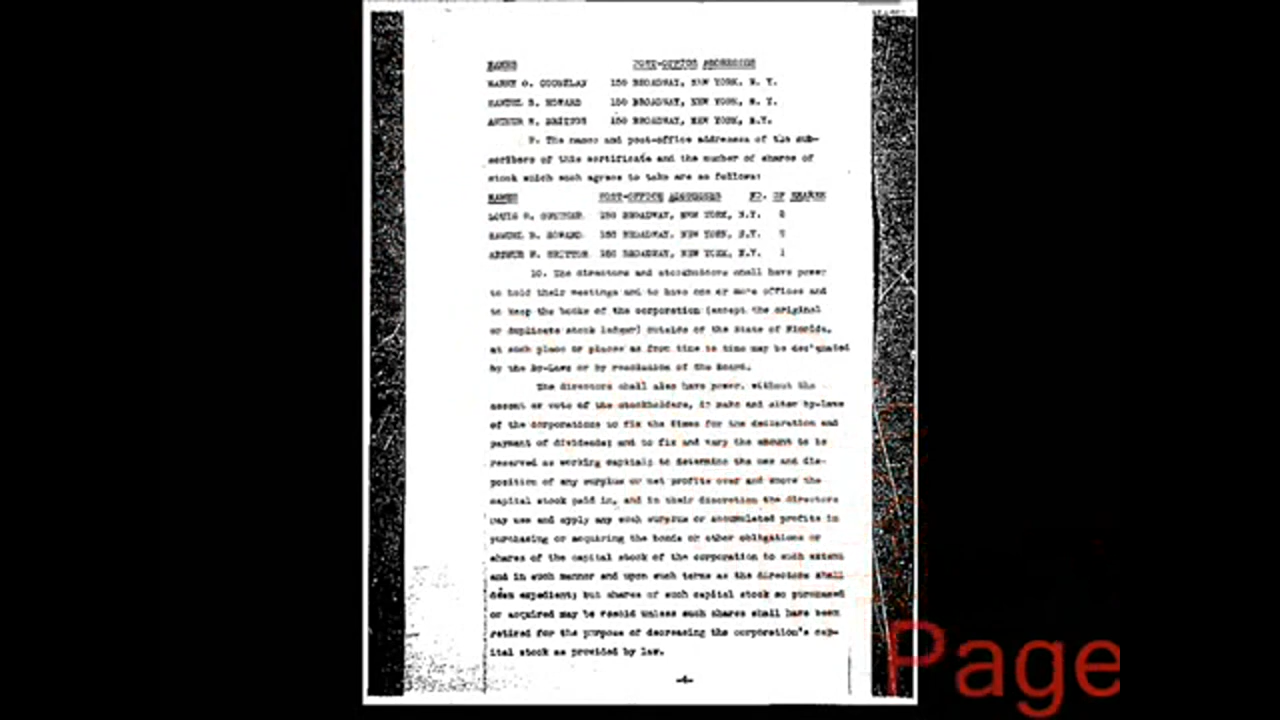 NAMES POST-OFFICE ADDRESSES
HARRY O. 150 BROADWAY, NEW YORK, N. Y.
SAMUEL B. HOWARD 150 BROADWAY, NEW YORK, N. Y.
ARTHUR W. BRITTON 150 BROADWAY, NEW YORK, N.Y.
9. The names and post-office addresses of the sub-
scribers of this certificate and the number of shares of
stock which each agrees to take are as follows:
NAMES POST-OFFICE ADDRESSES NO. OF SHARES
LOUIS 150 BROADWAY, NEW YORK, N.Y.
SAMUEL B. HOWARD 150 BROADWAY, NEW YORK, N.Y.
ARTHUR W. BRITTON 150 BROADWAY, NEW YORK, N.Y. 1
10. The directors and stockholders shall have power
to hold their meetings and to have one or more offices and
to keep the books of the corporation (except the original
or duplicate stock ledger) outside of the State of Florida,
at such place or places as from time to time may be designated
by the By-Laws or by resolution of the Board.
The directors shall also have power, without the
assent or vote of the stockholders, to make and alter by-laws
of the corporations to fix the times for the declaration and
payment of dividends; and to fix and vary the amount to be
reserved as working capital; to determine the use and dis-
position of any surplus or net profits over and above the
capital stock paid in, and in their discretion the directors
may use and apply any such surplus or accumulated profits in
purchasing or acquiring the bonds or other obligations or
shares of the capital stock of the corporation to such extent
and in such manner and upon such terms as the directors shall
deem expedient; but shares of such capital stock so purchased
or acquired may be resold unless such shares shall have been
retired for the purpose of decreasing the corporation's cap-
ital stock as provided by law.
-4-
Page